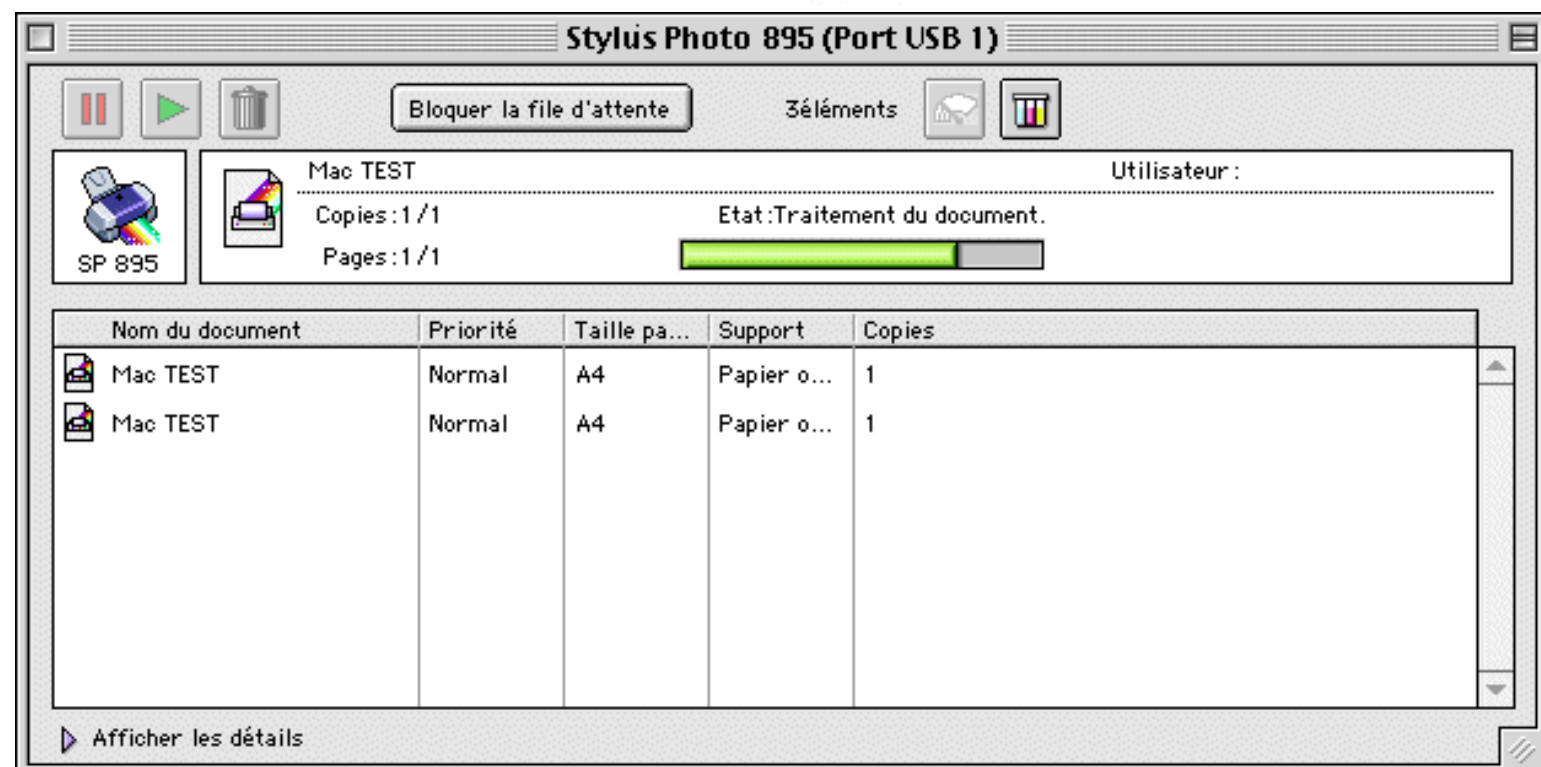 Stylus Photo 895 (Port USB 1)
Bloquer la file d'attente 3éléments
Mac TEST Utilisateur :
Copies :1 /1 Etat :Traitement du document.
SP 895 Pages :1 /1
Nom du document Priorité Taille pa... Support Copies
Mac TEST Normal A4 Papier o... 1
Mac TEST Normal A4 Papier o... 1
Afficher les détails